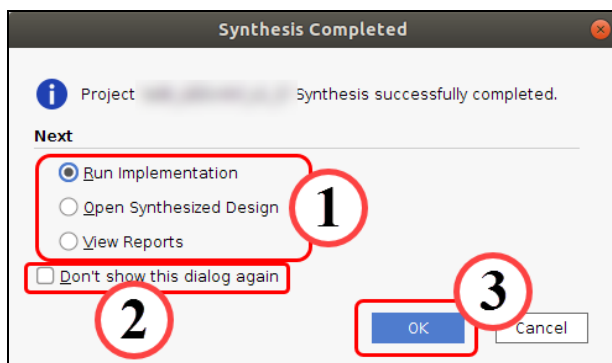 Synthesis Completed
Project Synthesis successfully completed.
Next
Run Implementation
Open Synthesized Design
View Reports
1
Don't show this dialog again
2
3
OK
Cancel